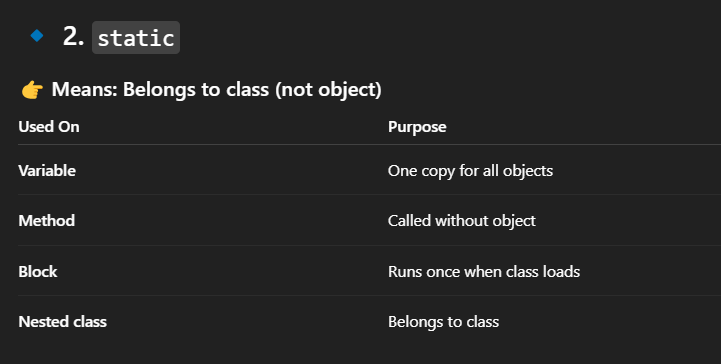 🔹 2. static
👉 Means: Belongs to class (not object)
Used On Purpose
Variable One copy for all objects
Method Called without object
Block Runs once when class loads
Nested class Belongs to class